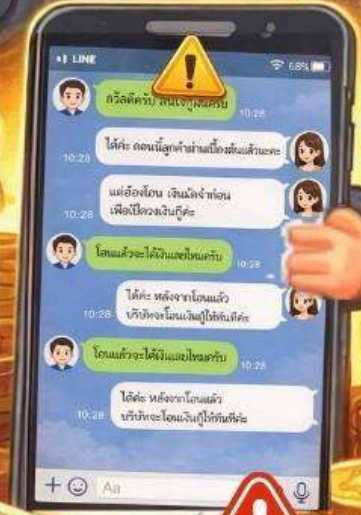 LINE
68%
กวัสดีครับ สนใจกู้เงินครับ
10:28
ได้ค่ะ ตอนนี้ลูกค้าผ่านเบื้องต้นแล้วนะคะ
10:28
แต่ต้องโอน เงินมัดจำก่อน
เพื่อเปิดวงเงินกู้ค่ะ
10:28
โอนแล้วจะได้เงินเลยไหมครับ
10:28
ได้ค่ะ หลังจากโอนแล้ว
บริษัทจะโอนเงินกู้ให้ทันทีค่ะ
10:28
โอนแล้วจะได้เงินเลยไหมครับ
10:28
ได้ค่ะ หลังจากโอนแล้ว
บริษัทจะโอนเงินกู้ให้ทันทีค่ะ
10:28
Aa